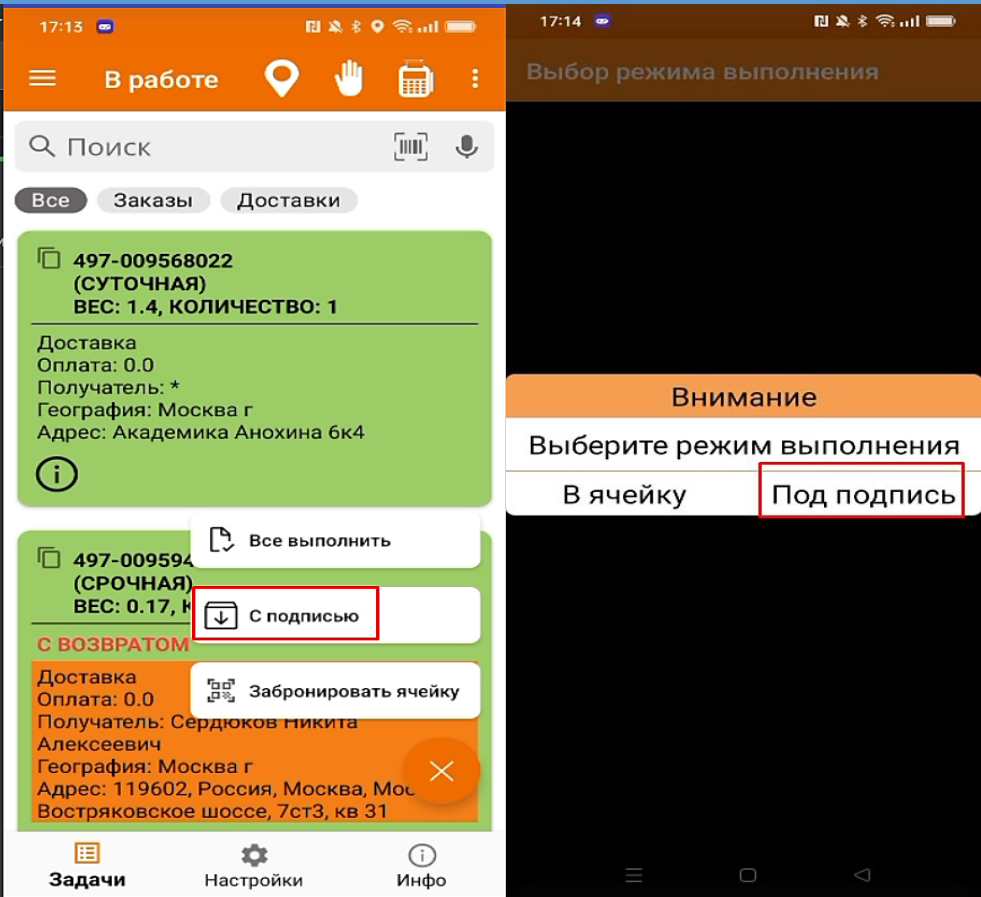 17:13
В работе
Поиск
Все
Заказы
Доставки
497-009568022
(СУТОЧНАЯ)
ВЕС: 1.4, КОЛИЧЕСТВО: 1
Доставка
Оплата: 0.0
Получатель: *
География: Москва г
Адрес: Академика Анохина 6к4
Все выполнить
497-009594
(СРОЧНАЯ)
ВЕС: 0.17, К
С подписью
С ВОЗВРАТОМ
Доставка
Забронировать ячейку
Оплата: 0.0
Получатель: Сердюков Никита
Алексеевич
География: Москва г
Адрес: 119602, Россия, Москва, Мос
Востряковское шоссе, 7ст3, кв 31
Задачи
Настройки
Инфо
17:14
Выбор режима выполнения
Внимание
Выберите режим выполнения
В ячейку
Под подпись